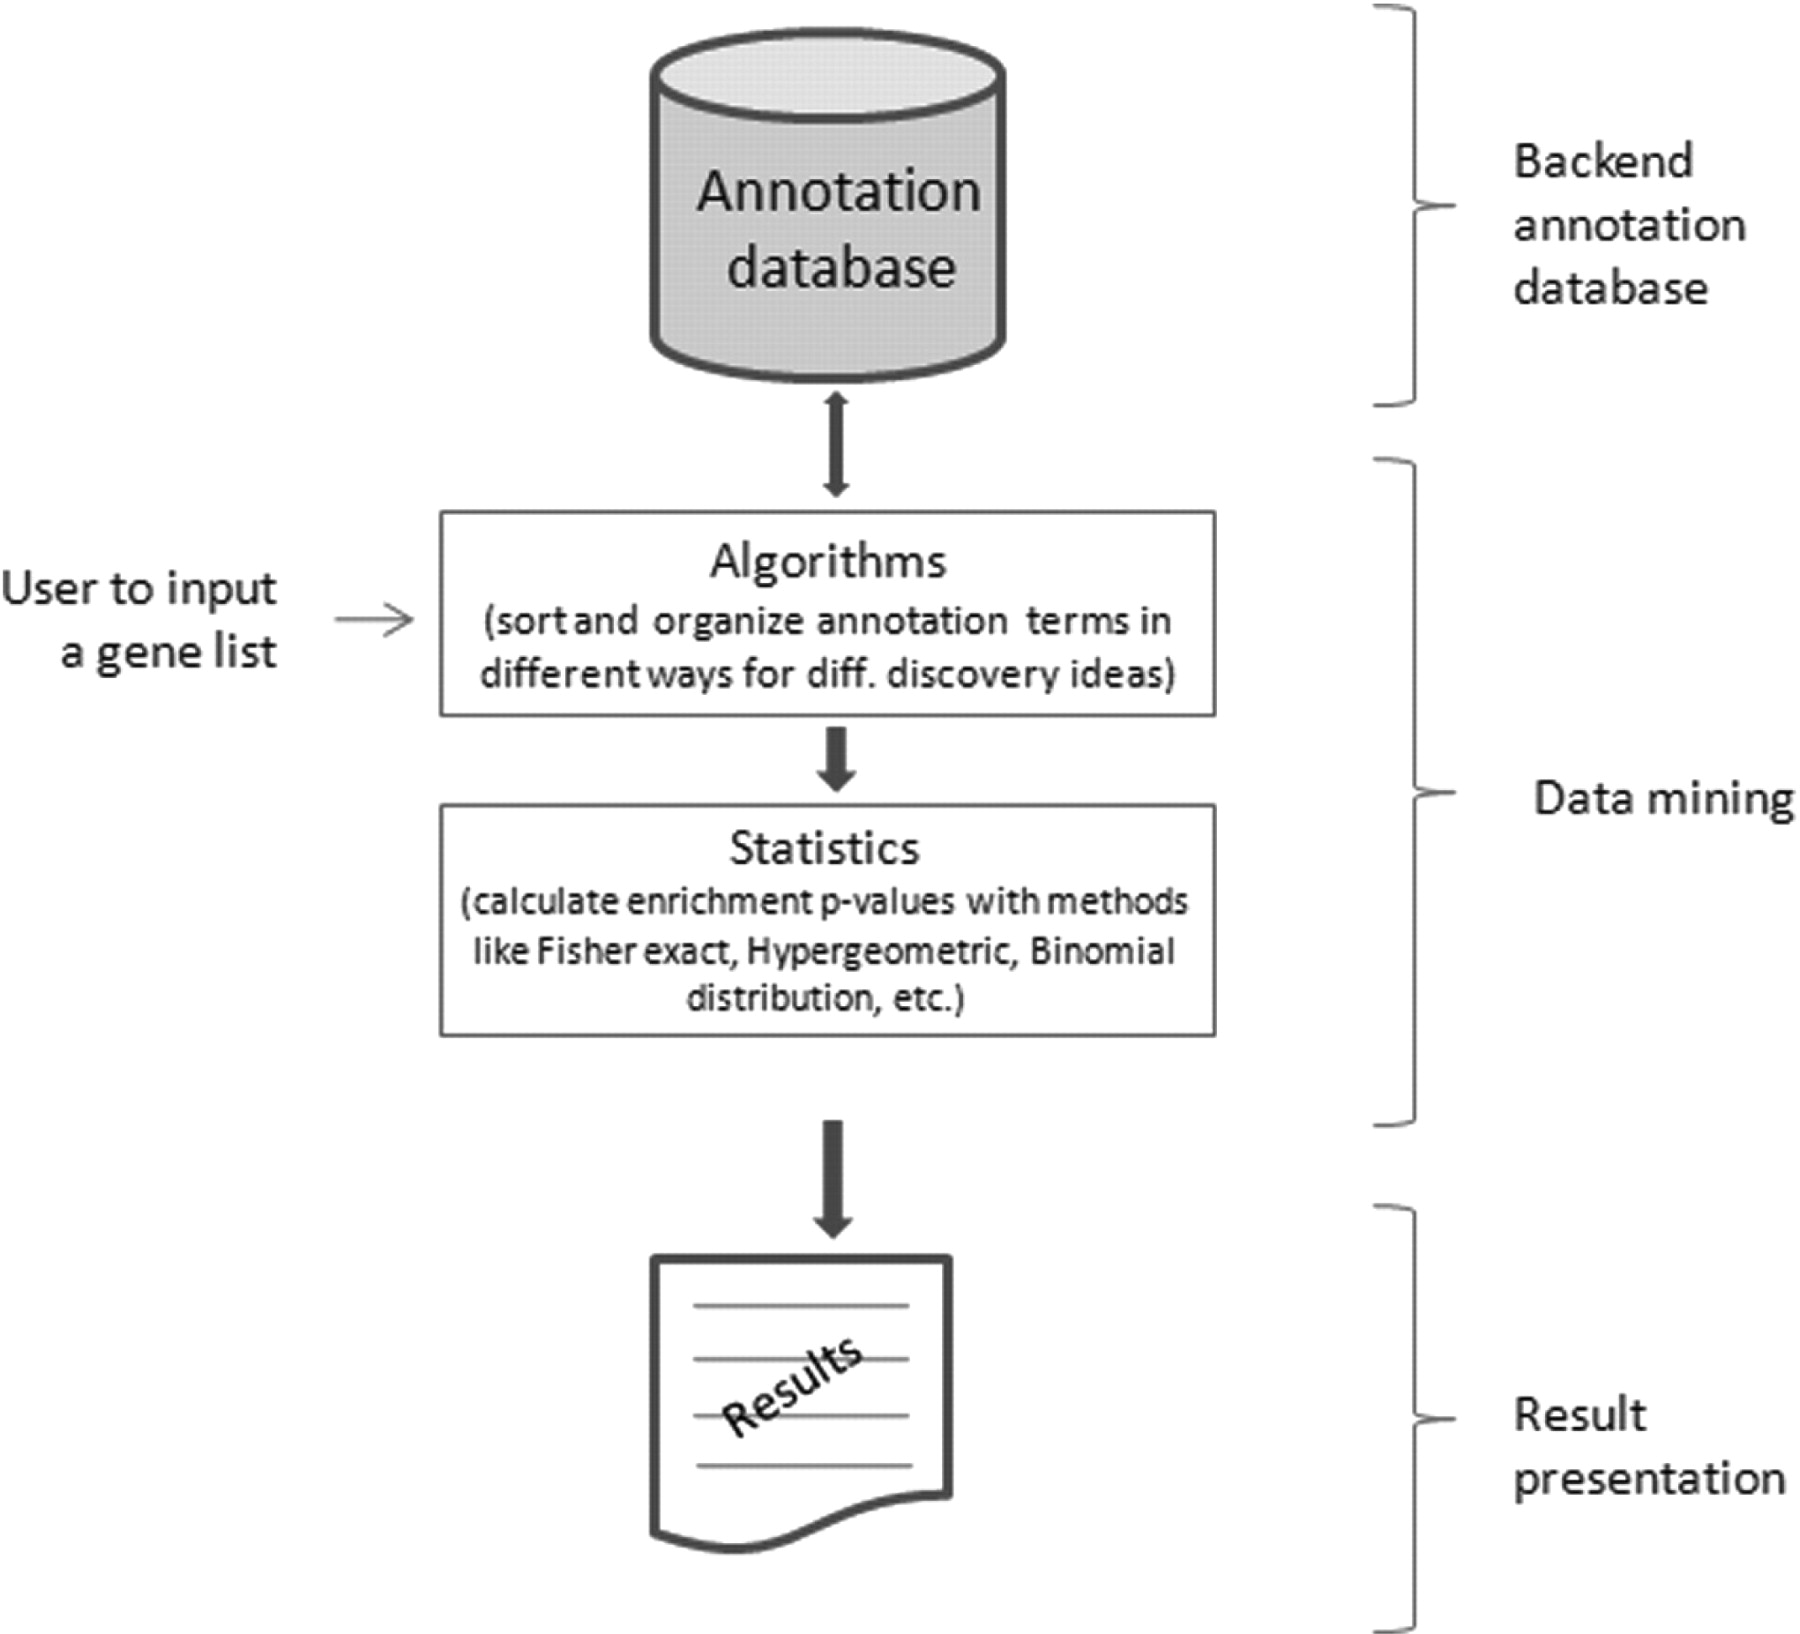 Annotation
database
Backend
annotation
database
User to input
a gene list
Algorithms
(sort and organize annotation terms in
different ways for diff. discovery ideas)
Statistics
(calculate enrichment p-values with methods
like Fisher exact, Hypergeometric, Binomial
distribution, etc.)
Data mining
Results
Result
presentation